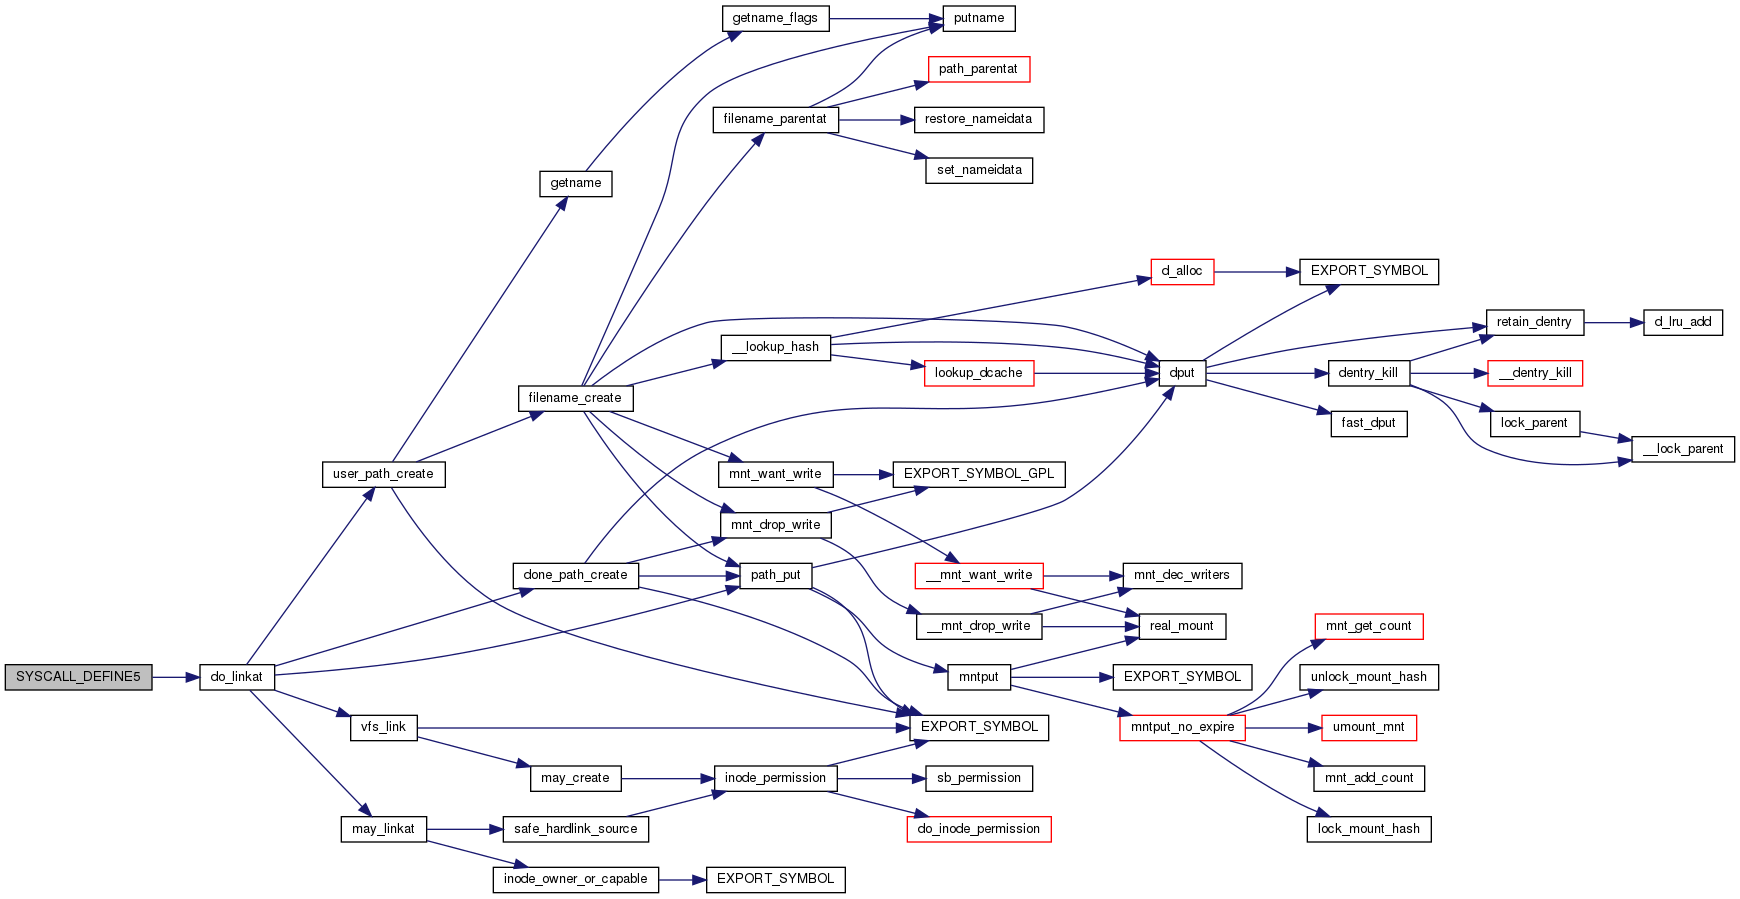 getname_flags
putname
path_parentat
filename_parentat
restore_nameidata
set_nameidata
getname
d_alloc
EXPORT_SYMBOL
retain_dentry
d_lru_add
__lookup_hash
lookup_dcache
dput
dentry_kill
__dentry_kill
filename_create
fast_dput
lock_parent
__lock_parent
user_path_create
mnt_want_write
EXPORT_SYMBOL_GPL
mnt_drop_write
done_path_create
path_put
__mnt_want_write
mnt_dec_writers
__mnt_drop_write
real_mount
mnt_get_count
SYSCALL_DEFINE5
do_linkat
mntput
EXPORT_SYMBOL
unlock_mount_hash
vfs_link
EXPORT_SYMBOL
mntput_no_expire
umount_mnt
may_create
inode_permission
sb_permission
mnt_add_count
may_linkat
safe_hardlink_source
do_inode_permission
lock_mount_hash
inode_owner_or_capable
EXPORT_SYMBOL